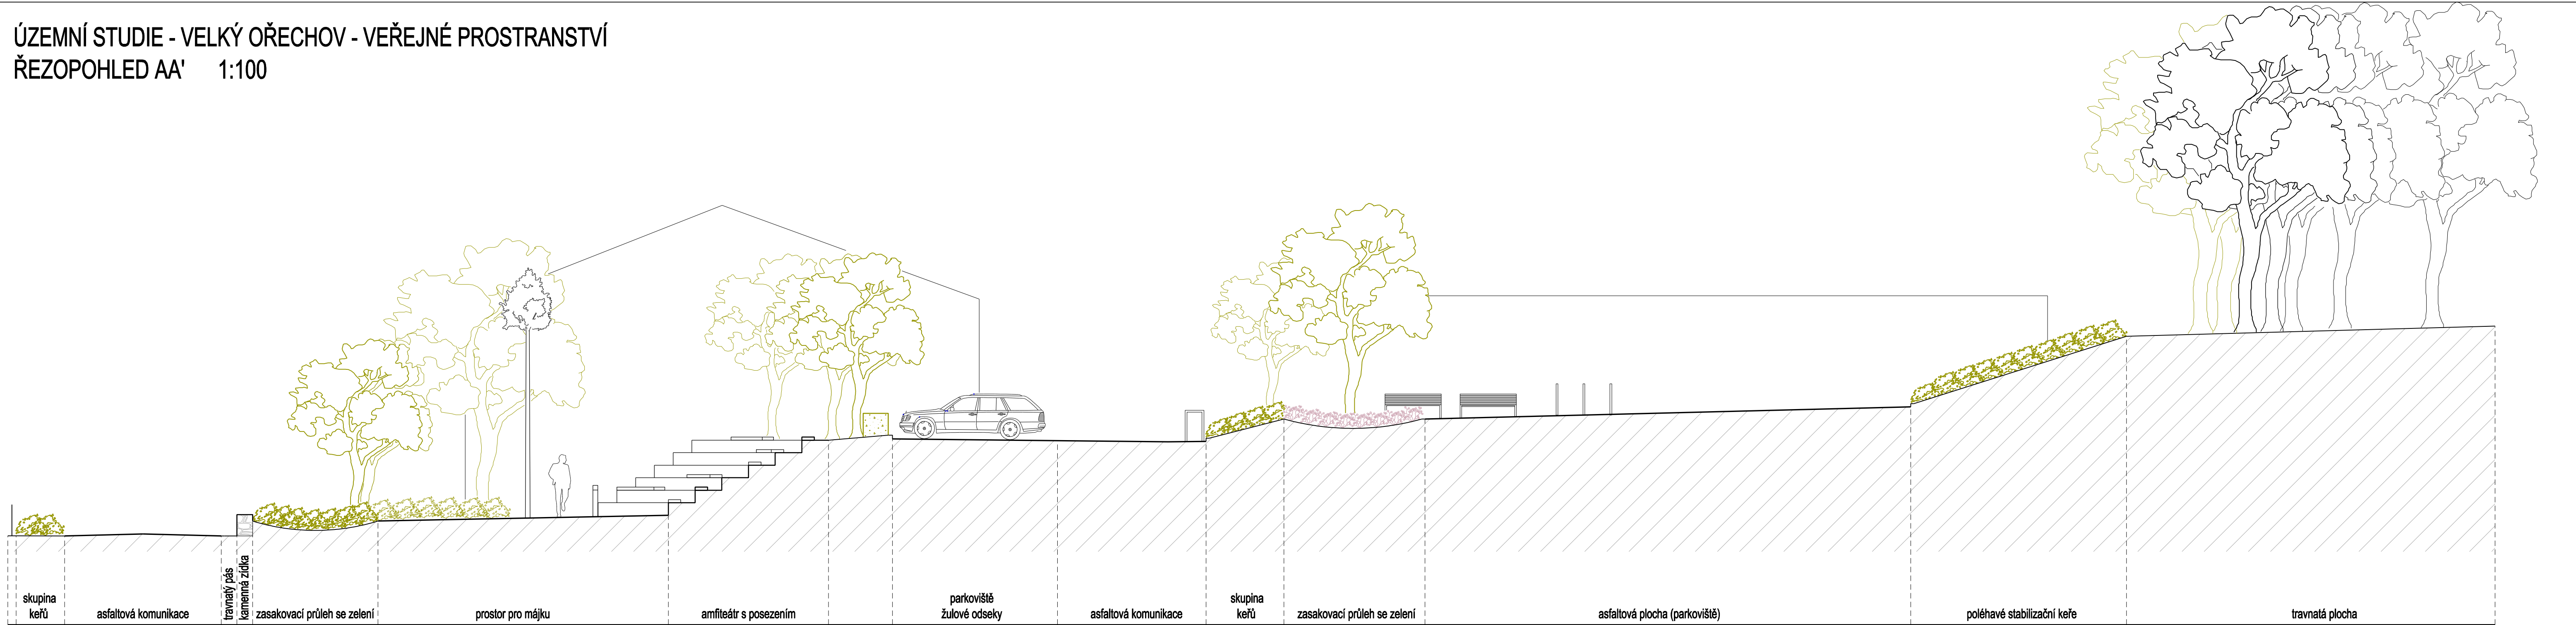 ÚZEMNÍ STUDIE - VELKÝ OŘECHOV - VEŘEJNÉ PROSTRANSTVÍ
ŘEZOPOHLED AA' 1:100
skupina
keřů
asfaltová komunikace
travnatý pás
kamenná zídka
zasakovací průleh se zelení
prostor pro májku
amfiteátr s posezením
parkoviště
žulové odseky
asfaltová komunikace
skupina
keřů
zasakovací průleh se zelení
asfaltová plocha (parkoviště)
poléhavé stabilizační keře
travnatá plocha